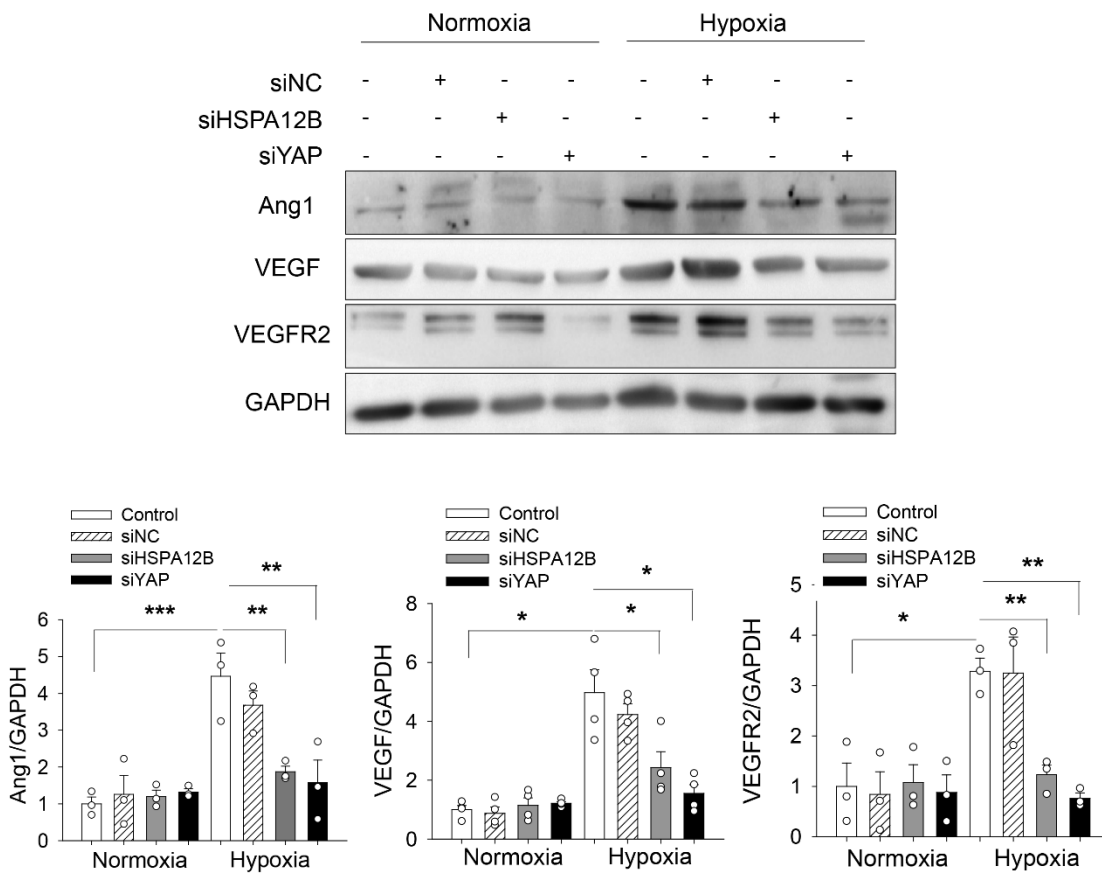 Normoxia Hypoxia
siNC - + - - - + - -
siHSPA12B - - + - - - + -
siYAP - - - + - - - +
Ang1
VEGF
VEGFR2
GAPDH
Control
siNC
siHSPA12B
siYAP
** 
*** **
Ang1/GAPDH
6
5
4
3
2
1
0
Normoxia Hypoxia
Control
siNC
siHSPA12B
siYAP
*
* *
VEGF/GAPDH
8
6
4
2
0
Normoxia Hypoxia
Control
siNC
siHSPA12B
siYAP
**
* **
VEGFR2/GAPDH
5
4
3
2
1
0
Normoxia Hypoxia